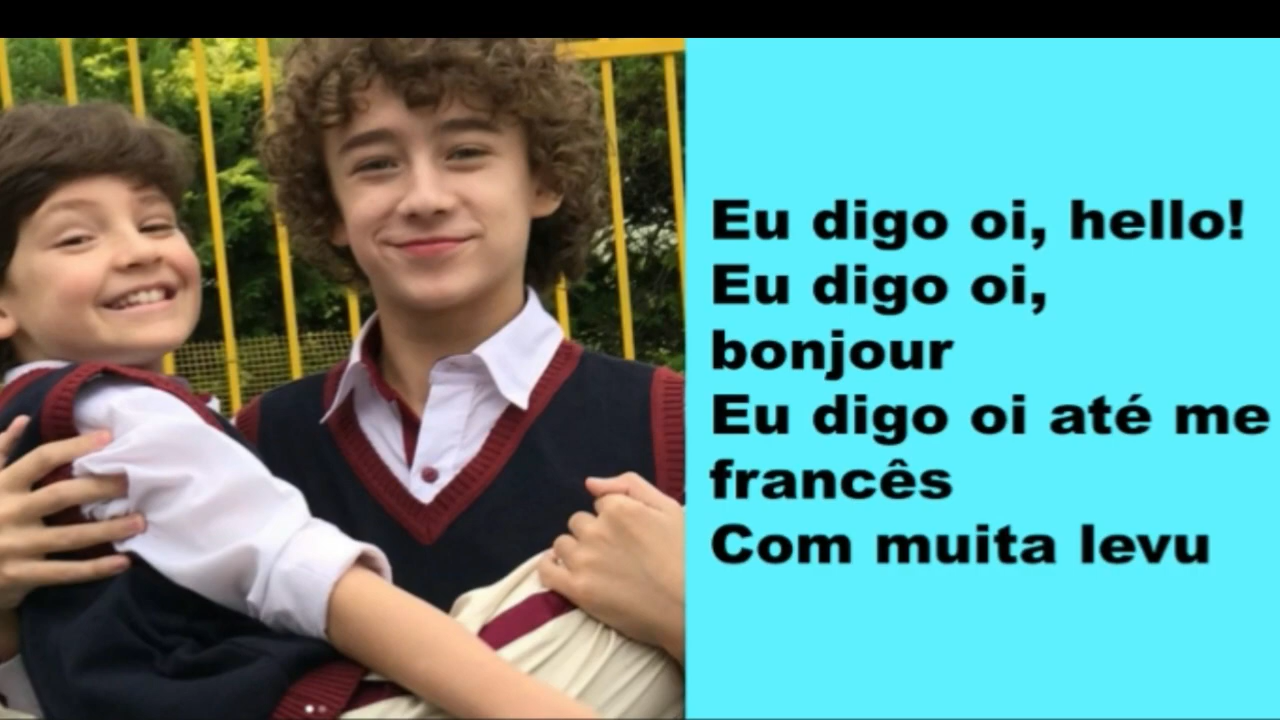 Eu digo oi, hello!
Eu digo oi,
bonjour
Eu digo oi até me
francês
Com muita levu